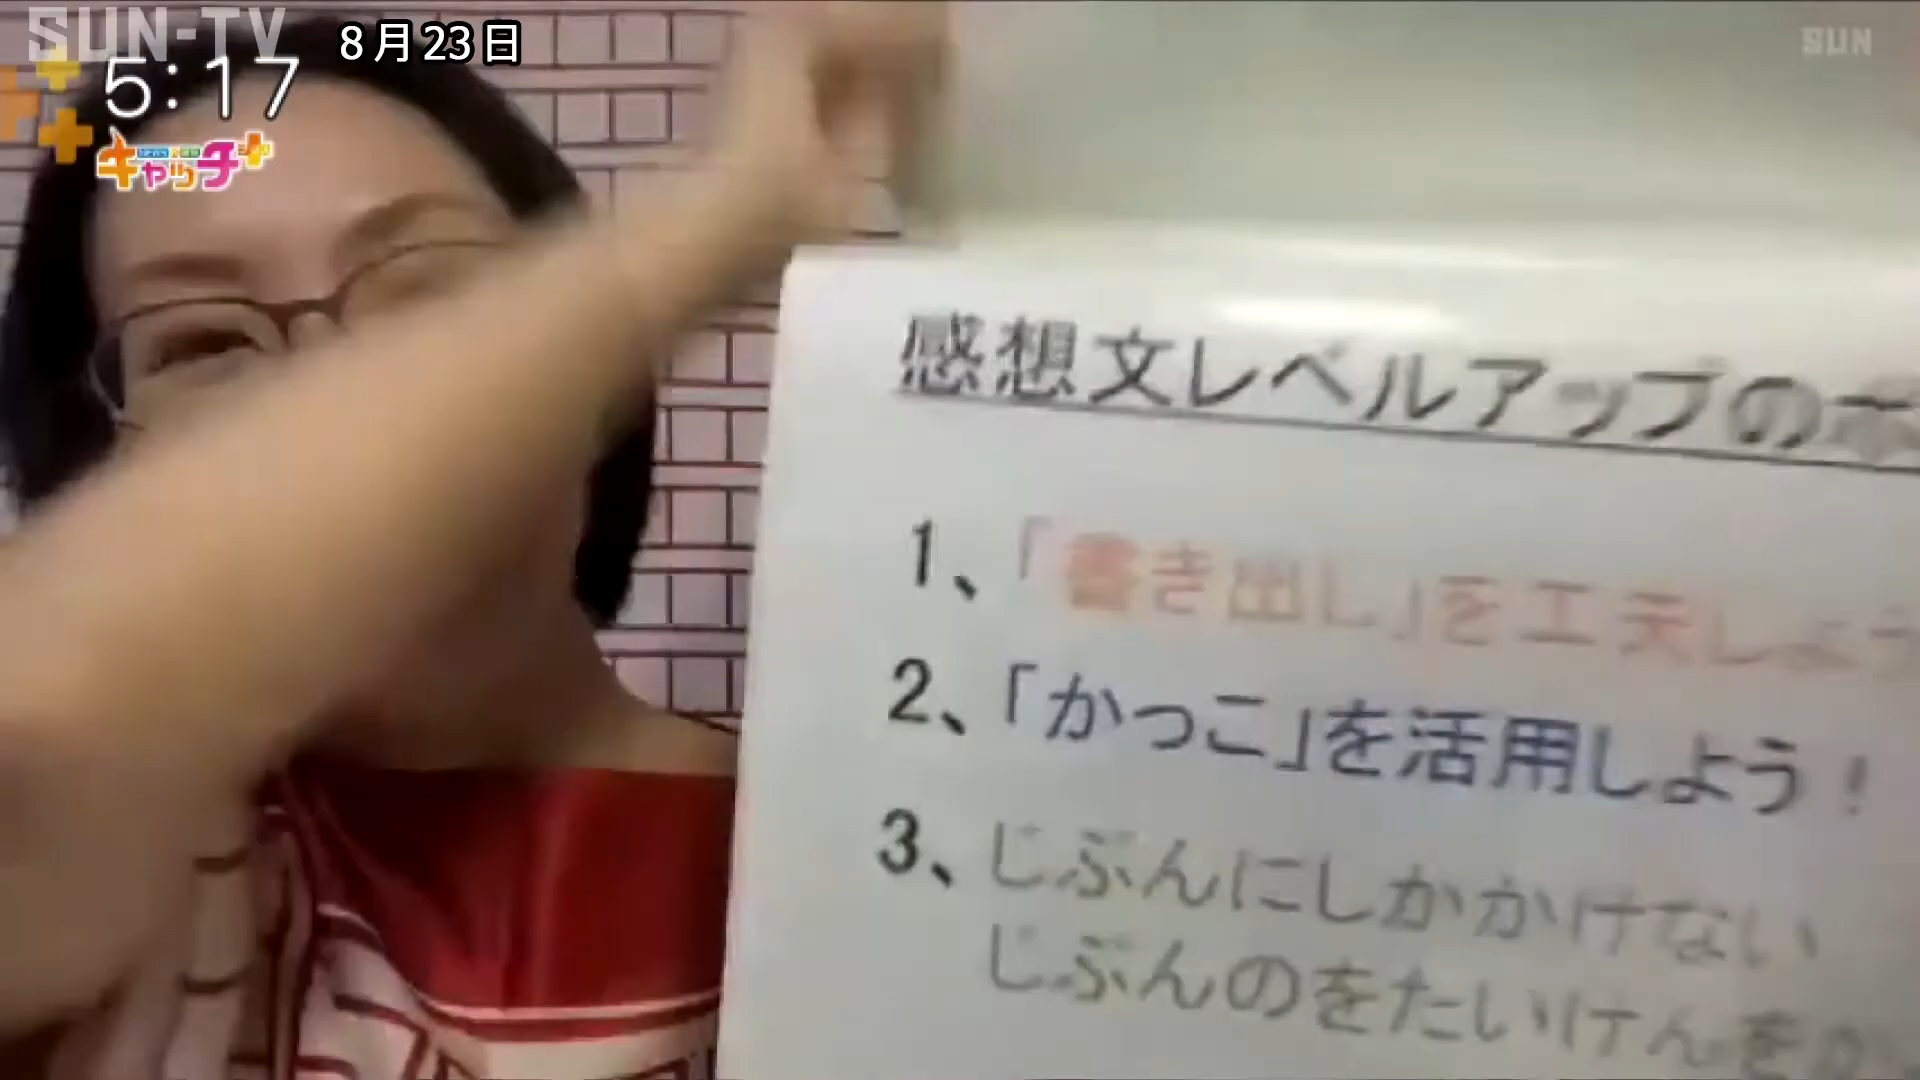 SUN-TV
8月23日
SUN
5:17
キャッチ+
感想文レベルアップの
1、「書き出し」を工夫しよう
2、「かっこ」を活用しよう!
3、じぶんにしかかけない
じぶんのをたいけんを